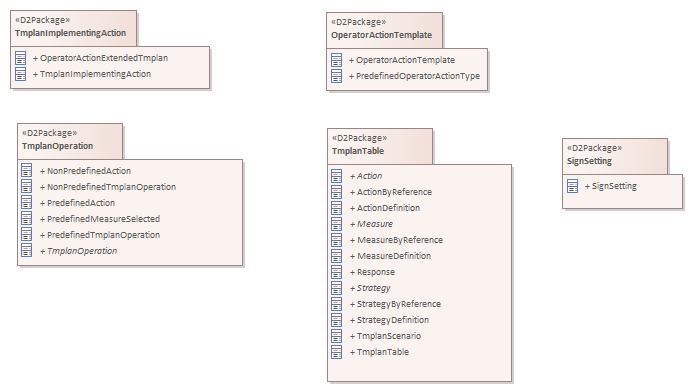 «D2Package»
TmplanImplementingAction
+ OperatorActionExtendedTmplan
+ TmplanImplementingAction
«D2Package»
OperatorActionTemplate
+ OperatorActionTemplate
+ PredefinedOperatorActionType
«D2Package»
TmplanOperation
+ NonPredefinedAction
+ NonPredefinedTmplanOperation
+ PredefinedAction
+ PredefinedMeasureSelected
+ PredefinedTmplanOperation
+ TmplanOperation
«D2Package»
TmplanTable
+ Action
+ ActionByReference
+ ActionDefinition
+ Measure
+ MeasureByReference
+ MeasureDefinition
+ Response
+ Strategy
+ StrategyByReference
+ StrategyDefinition
+ TmplanScenario
+ TmplanTable
«D2Package»
SignSetting
+ SignSetting